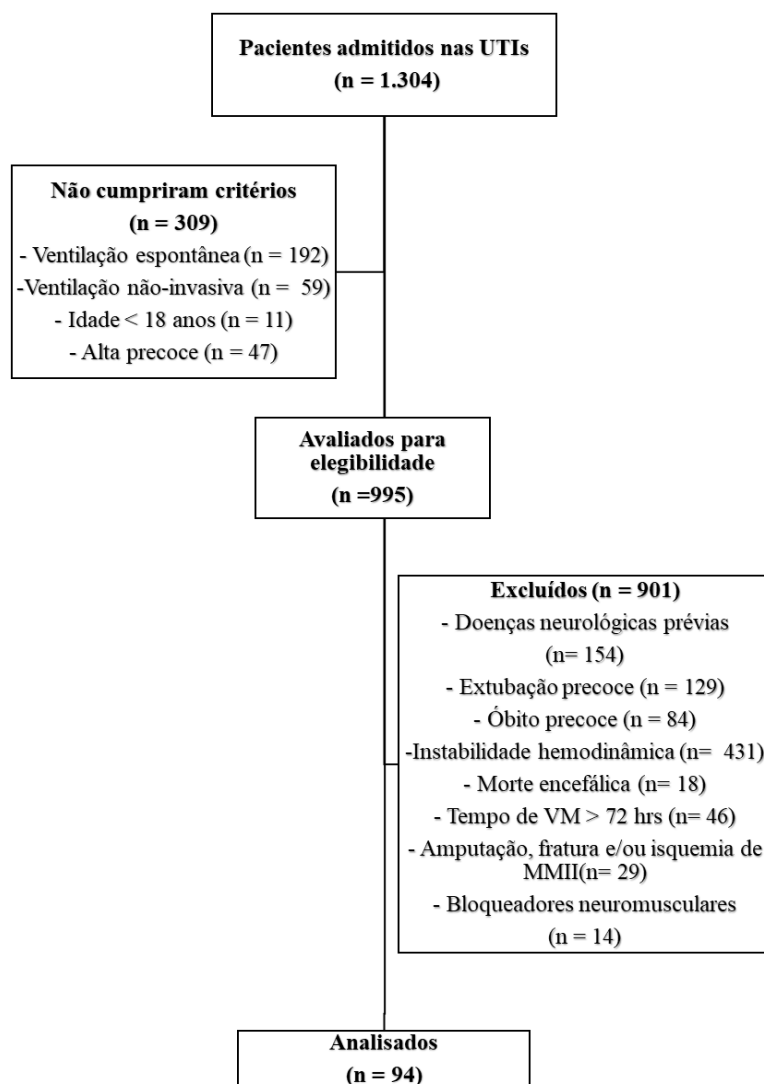 Pacientes admitidos nas UTIs
(n = 1.304)
Não cumpriram critérios
(n = 309)
- Ventilação espontânea (n = 192)
-Ventilação não-invasiva (n = 59)
- Idade < 18 anos (n = 11)
- Alta precoce (n = 47)
Avaliados para
elegibilidade
(n =995)
Excluídos (n = 901)
- Doenças neurológicas prévias
(n= 154)
- Extubação precoce (n = 129)
- Óbito precoce (n = 84)
-Instabilidade hemodinâmica (n= 431)
- Morte encefálica (n= 18)
- Tempo de VM > 72 hrs (n= 46)
- Amputação, fratura e/ou isquemia de
MMII(n= 29)
- Bloqueadores neuromusculares
(n = 14)
Analisados
(n = 94)